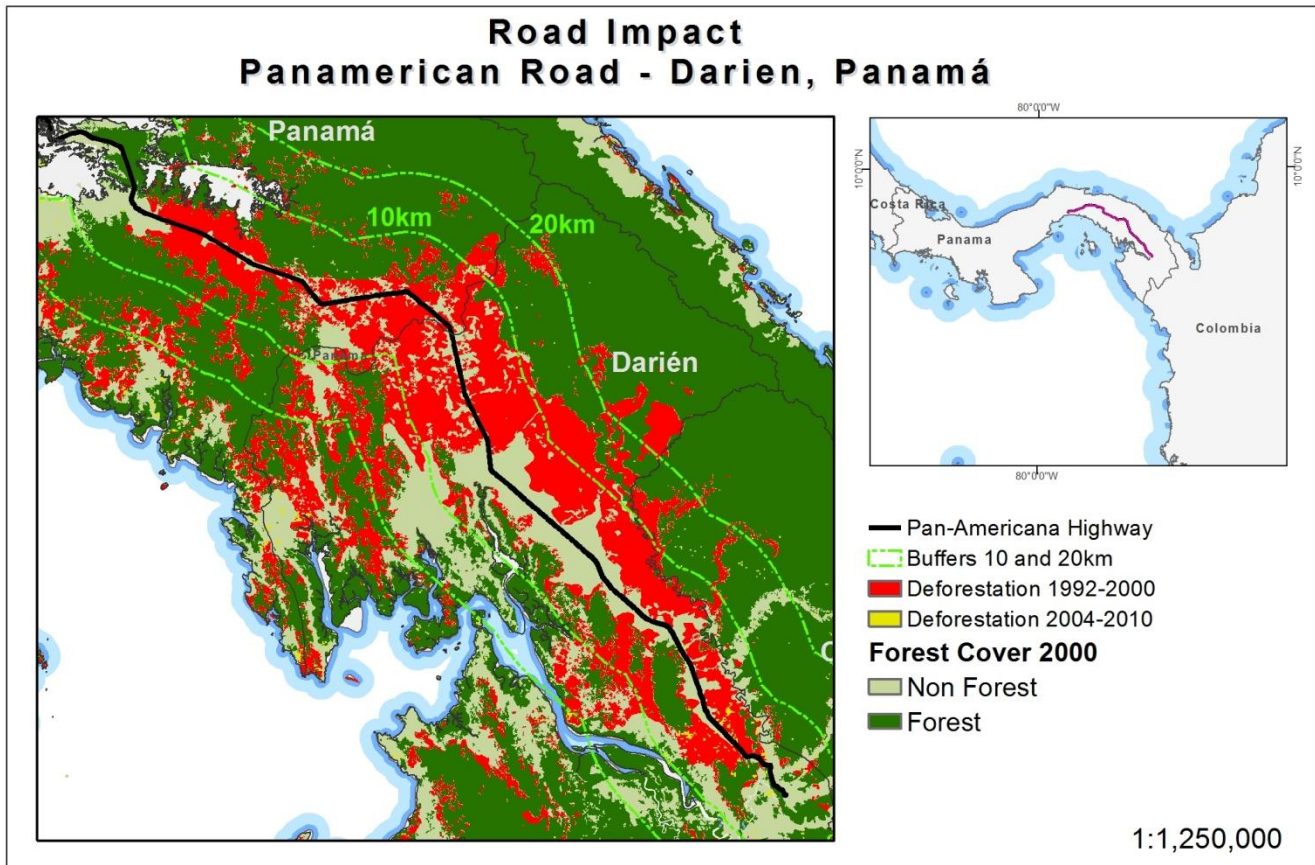 Road Impact
Panamerican Road - Darien, Panamá
Panamá
10km
20km
Panamá
Darién
80°0'0"W
10°0'0"N
10°0'0"N
Costa Rica
Panama
Colombia
80°0'0"W
Pan-Americana Highway
Buffers 10 and 20km
Deforestation 1992-2000
Deforestation 2004-2010
Forest Cover 2000
Non Forest
Forest
1:1,250,000